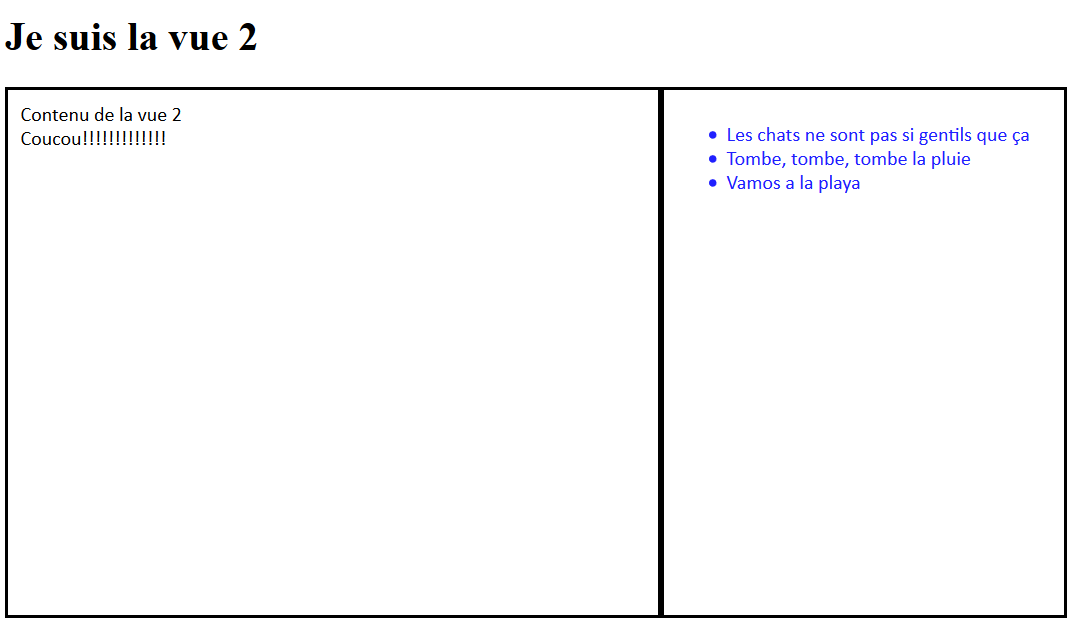 Je suis la vue 2
Contenu de la vue 2
Coucou!!!!!!!!!!!!!
Les chats ne sont pas si gentils que ça
Tombe, tombe, tombe la pluie
Vamos a la playa